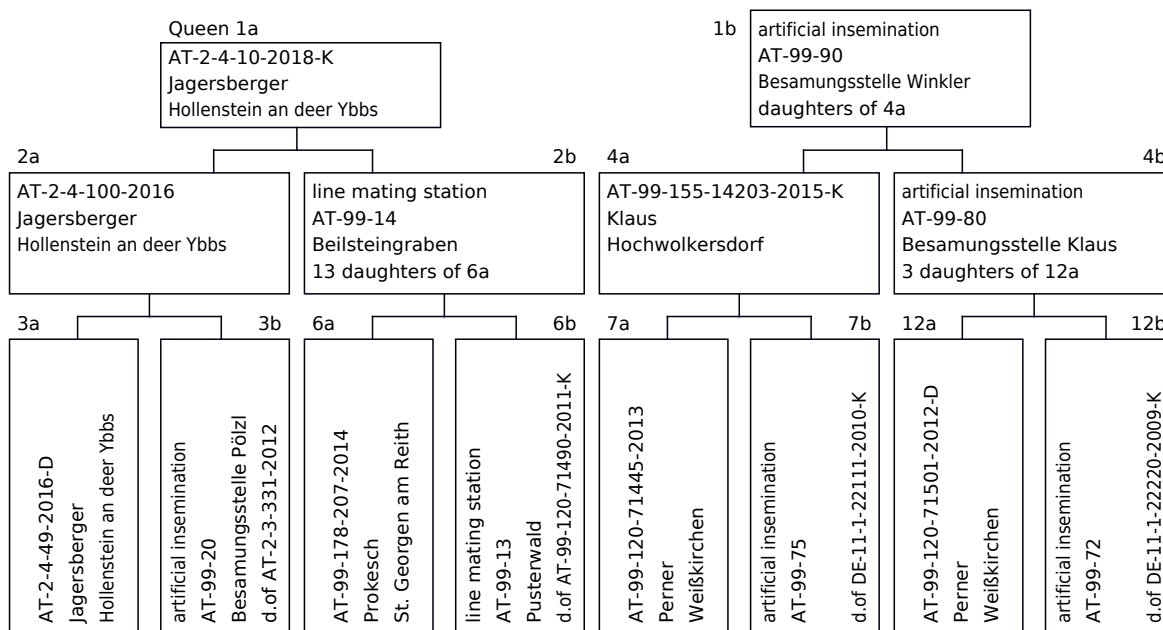 Queen 1a
AT-2-4-10-2018-K
Jagersberger
Hollenstein an deer Ybbs
1b
artificial insemination
AT-99-90
Besamungsstelle Winkler
daughters of 4a
2a
AT-2-4-100-2016
Jagersberger
Hollenstein an deer Ybbs
2b
line mating station
AT-99-14
Beilsteingraben
13 daughters of 6a
4a
AT-99-155-14203-2015-K
Klaus
Hochwolkersdorf
4b
artificial insemination
AT-99-80
Besamungsstelle Klaus
3 daughters of 12a
3a
AT-2-4-49-2016-D
Jagersberger
Hollenstein an deer Ybbs
3b
artificial insemination
AT-99-20
Besamungsstelle Pölzl
d.of AT-2-3-331-2012
6a
AT-99-178-207-2014
Prokesch
St. Georgen am Reith
6b
line mating station
AT-99-13
Pusterwald
d.of AT-99-120-71490-2011-K
7a
AT-99-120-71445-2013
Perner
Weißkirchen
7b
artificial insemination
AT-99-75
d.of DE-11-1-22111-2010-K
12a
AT-99-120-71501-2012-D
Perner
Weißkirchen
12b
artificial insemination
AT-99-72
d.of DE-11-1-22220-2009-K